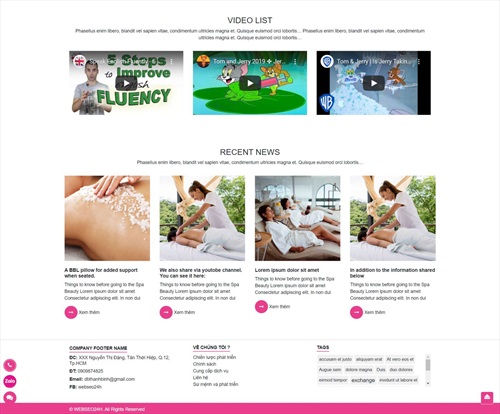 VIDEO LIST
Phasellus enim libero, blandit vel sapien vitae, condimentum ultricies magna et. Quisque euismod orci lobortis... Phasellus enim libero, blandit vel sapien vitae, condimentum
ultricies magna et. Quisque euismod orci lobortis...
Speak English Fluently
5 Steps
to Improve
FLUENCY
Tom and Jerry 2019
Tom & Jerry | Is Jerry Takin...
WB
RECENT NEWS
Phasellus enim libero, blandit vel sapien vitae, condimentum ultricies magna et. Quisque euismod orci lobortis...
A BBL pillow for added support
when seated.
Things to know before going to the Spa
Beauty Lorem ipsum dolor sit amet
Consectetur adipiscing elit. In non dui
Xem thêm
We also share via youtube channel.
You can see it here:
Things to know before going to the Spa
Beauty Lorem ipsum dolor sit amet
Consectetur adipiscing elit. In non dui
Xem thêm
Lorem ipsum dolor sit amet
Things to know before going to the Spa
Beauty Lorem ipsum dolor sit amet
Consectetur adipiscing elit. In non dui
Xem thêm
In addition to the information shared
below
Things to know before going to the Spa
Beauty Lorem ipsum dolor sit amet
Consectetur adipiscing elit. In non dui
Xem thêm
COMPANY FOOTER NAME
ĐC: XXX Nguyễn Thị Đặng, Tân Thới Hiệp, Q.12,
Tp.HCM
ĐT: 0909874825
Email: dbthanhbinh@gmail.com
FB: webseo24h
VỀ CHÚNG TÔI ?
Chiến lược phát triển
Chính sách
Cung cấp dịch vụ
Liên hệ
Sứ mệnh và phát triển
TAGS
accusam et justo
aliquyam erat
At vero eos et
Augue sem
dolore magna
Duis
duo dolores
eirmod tempor
exchange
invidunt ut labore et
Zalo
© WEBSEO24H. All Rights Reserved